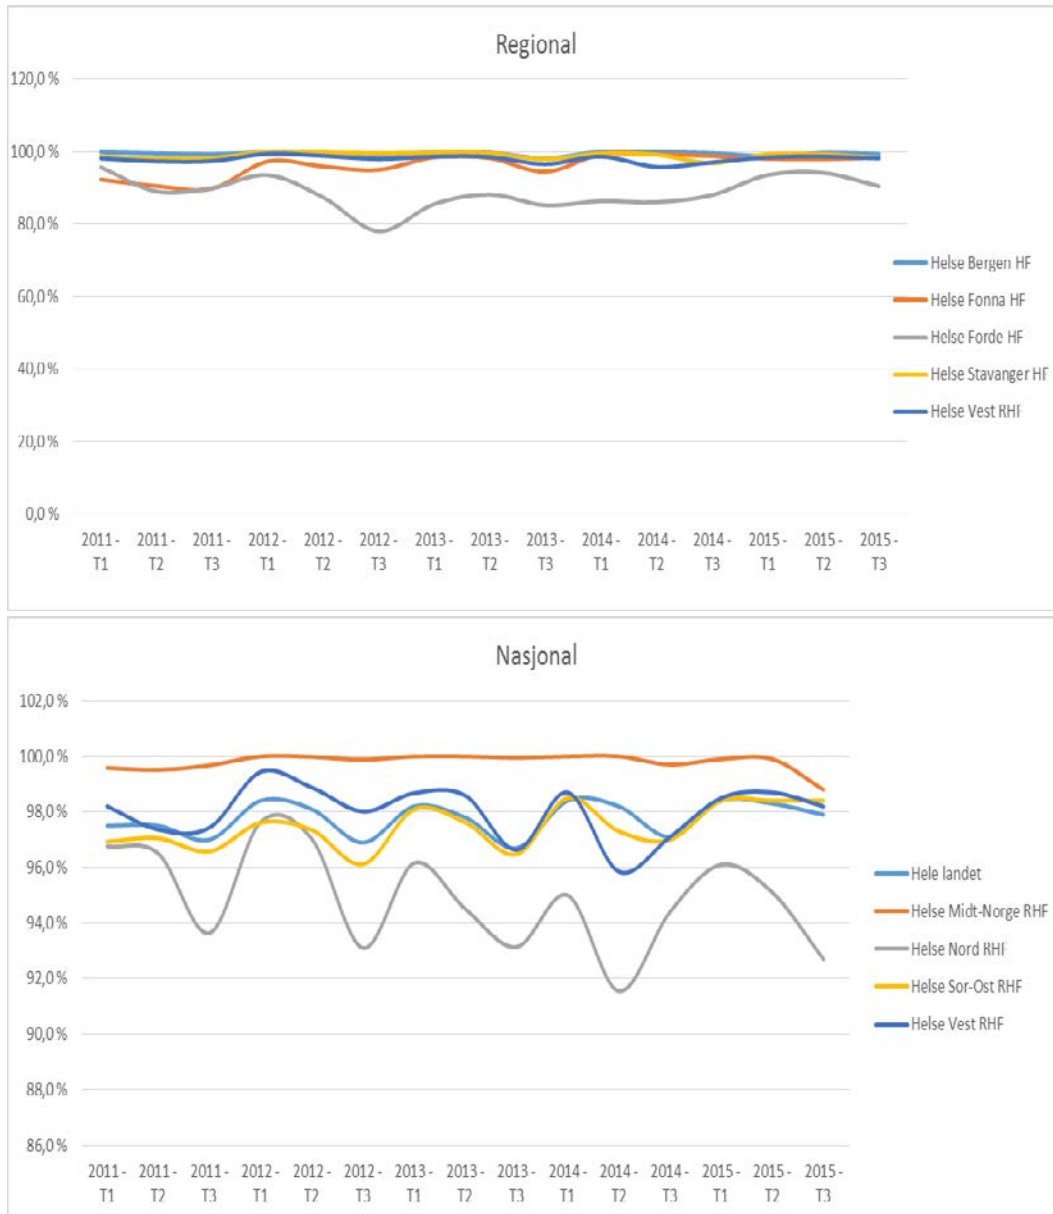 Regional
120,0 %
100,0 %
80,0 %
60,0 %
40,0 %
20,0 %
0,0 %
2011 - 2011 - 2011 - 2012 - 2012 - 2012 - 2013 - 2013 - 2013 - 2014 - 2014 - 2014 - 2015 - 2015 - 2015 -
T1 T2 T3 T1 T2 T3 T1 T2 T3 T1 T2 T3 T1 T2 T3
Helse Bergen HF
Helse Fonna HF
Helse Forde HF
Helse Stavanger HF
Helse Vest RHF
Nasjonal
102,0 %
100,0 %
98,0 %
96,0 %
94,0 %
92,0 %
90,0 %
88,0 %
86,0 %
2011 - 2011 - 2011 - 2012 - 2012 - 2012 - 2013 - 2013 - 2013 - 2014 - 2014 - 2014 - 2015 - 2015 - 2015 -
T1 T2 T3 T1 T2 T3 T1 T2 T3 T1 T2 T3 T1 T2 T3
Hele landet
Helse Midt-Norge RHF
Helse Nord RHF
Helse Sor-Ost RHF
Helse Vest RHF